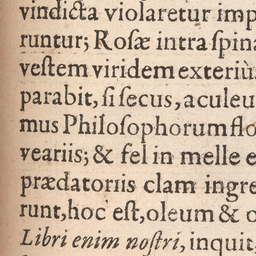 vindicta violaretur imp
runtur; Rosæ intra ſpina
veſtem viridem exteriù
parabit, ſi ſecus, aculeu
mus Philoſophorum flo
veariis; & fel in melle e
prædatoriis clam ingre
runt, hoc eſt, oleum & o
Libri enim noſtri, inquit,